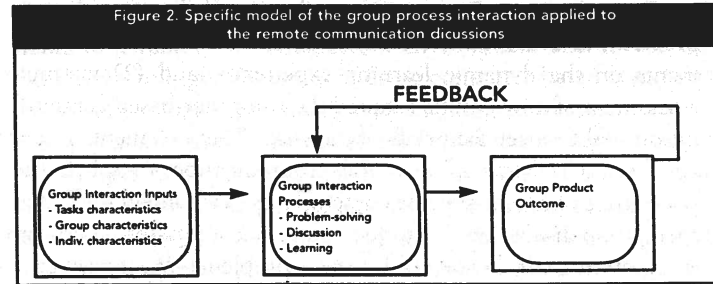 Figure 2. Specific model of the group process interaction applied to
the remote communication dicussions
FEEDBACK
Group Interaction Inputs
- Tasks characteristics
- Group characteristics
- Indiv. characteristics
Group Interaction
Processes
- Problem-solving
- Discussion
- Learning
Group Product
Outcome